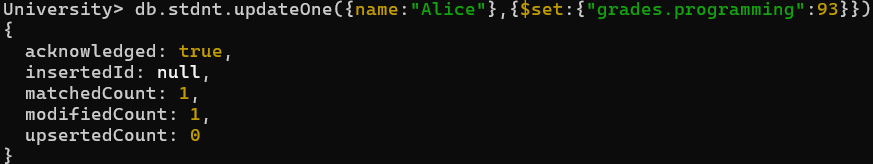 University> db.stdnt.updateOne({name:"Alice"},{$set:{"grades.programming":93}})
{
  acknowledged: true,
  insertedId: null,
  matchedCount: 1,
  modifiedCount: 1,
  upsertedCount: 0
}